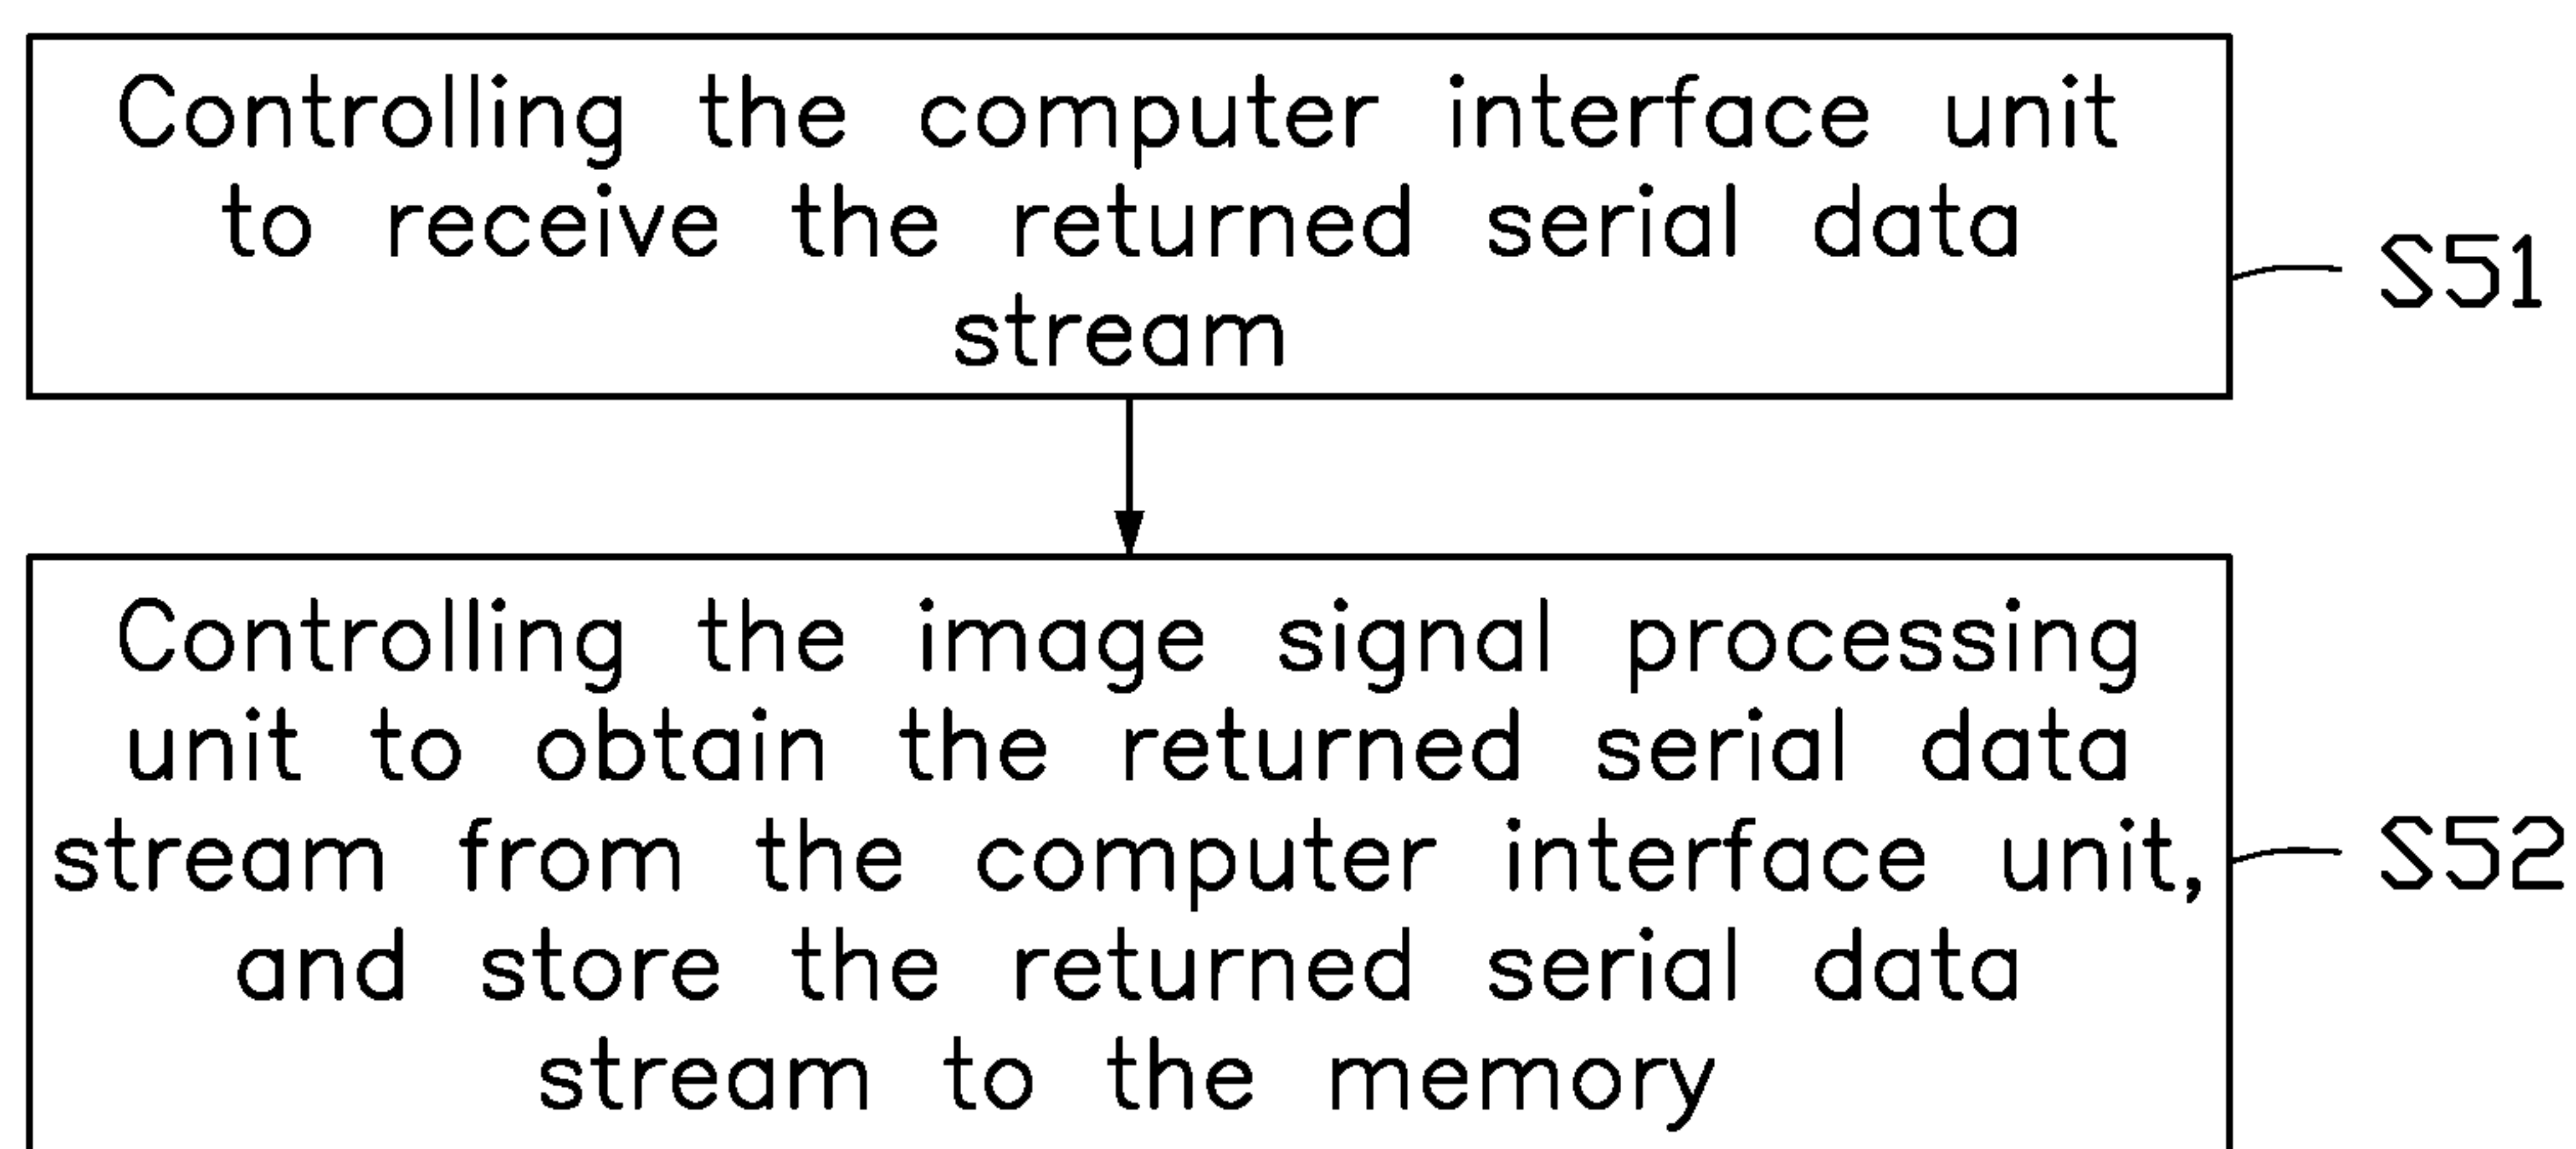 Controlling the computer interface unit
to receive the returned serial data
stream
S51
Controlling the image signal processing
unit to obtain the returned serial data
stream from the computer interface unit,
and store the returned serial data
stream to the memory
S52